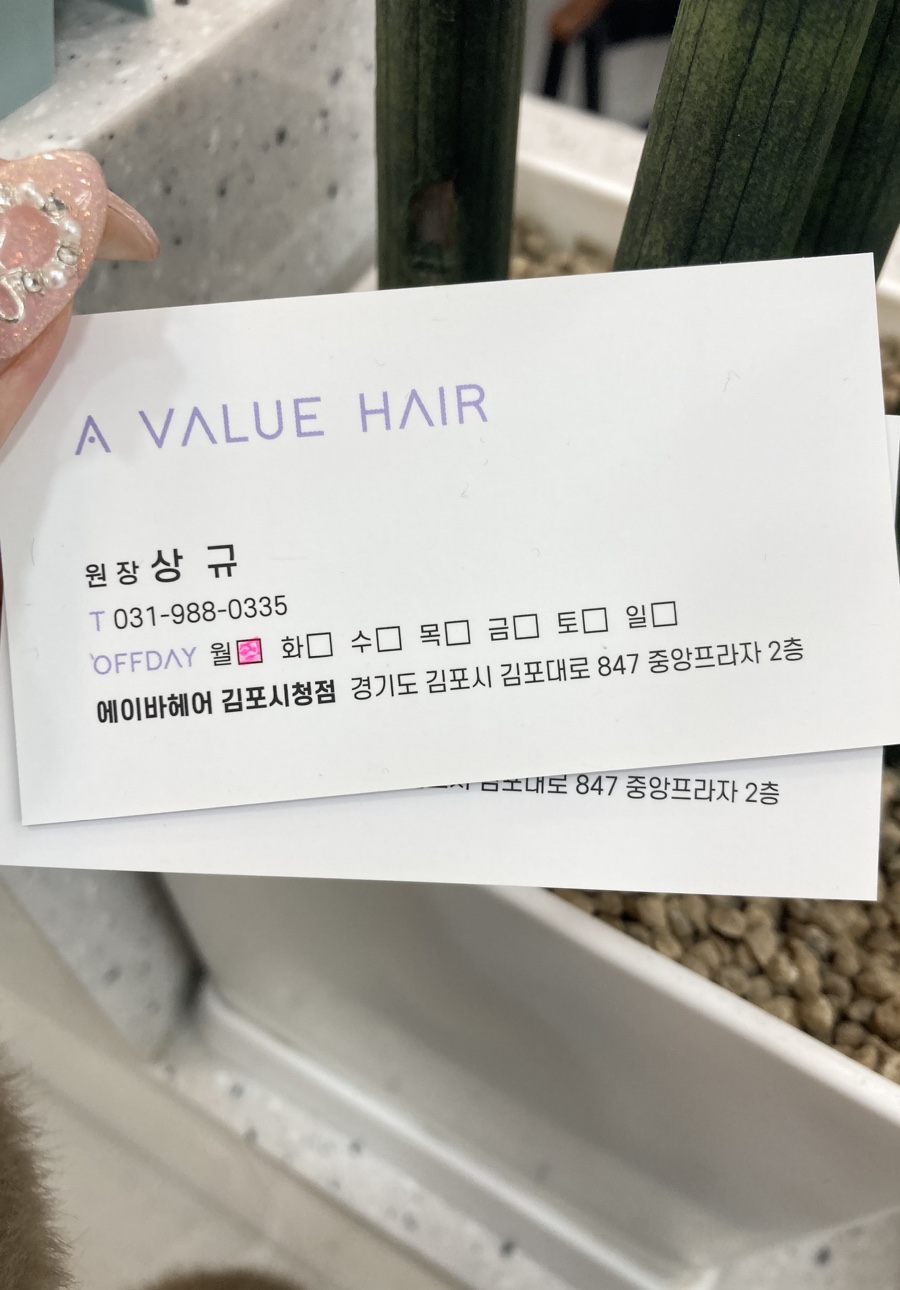 A VALUE HAIR
원장 상 규
T 031-988-0335
OFFDAY 월 화□ 수□ 목□ 금□ 토□ 일□
에이바헤어 김포시청점 경기도 김포시 김포대로 847 중앙프라자 2층
김포대로 847 중앙프라자 2층